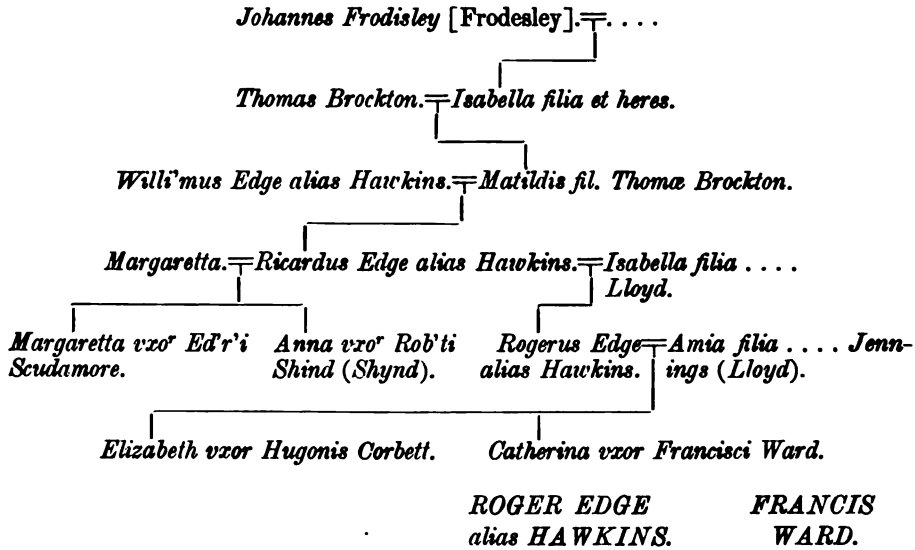 Johannes Frodisley [Frodesley].=. . . .
Thomas Brockton.=Isabella filia et heres.
Willi'mus Edge alias Hawkins.=Matildis fil. Thomæ Brockton.
Margaretta.=Ricardus Edge alias Hawkins.=Isabella filia . . . .
Lloyd.
Margaretta vxoʳ Ed'r'i Anna vxoʳ Rob'ti Rogerus Edge=Amia filia . . . . Jenn-
Scudamore. Shind (Shynd). alias Hawkins. ings (Lloyd).
Elizabeth vxor Hugonis Corbett. Catherina vxor Francisci Ward.
ROGER EDGE FRANCIS
alias HAWKINS. WARD.